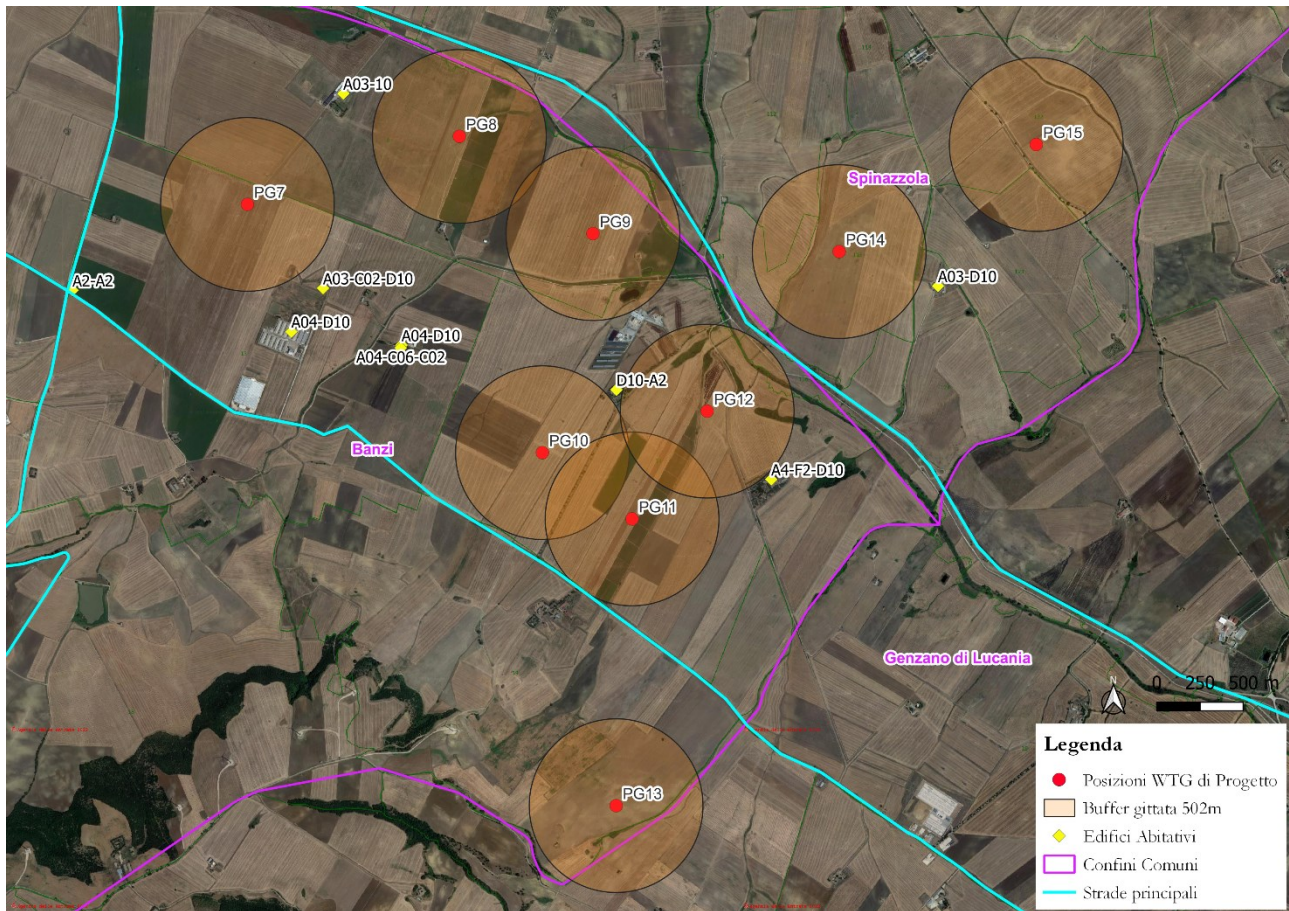 A03-10
PG8
PG15
Spinazzola
PG7
PG9
PG14
A2-A2
A03-C02-D10
A03-D10
A04-D10
A04-D10
A04-C06-C02
D10-A2
PG12
Banzi
PG10
A4-F2-D10
PG11
Genzano di Lucania
N
0 250 500 m
PG13
Legenda
Posizioni WTG di Progetto
Buffer gittata 502m
Edifici Abitativi
Confini Comuni
Strade principali